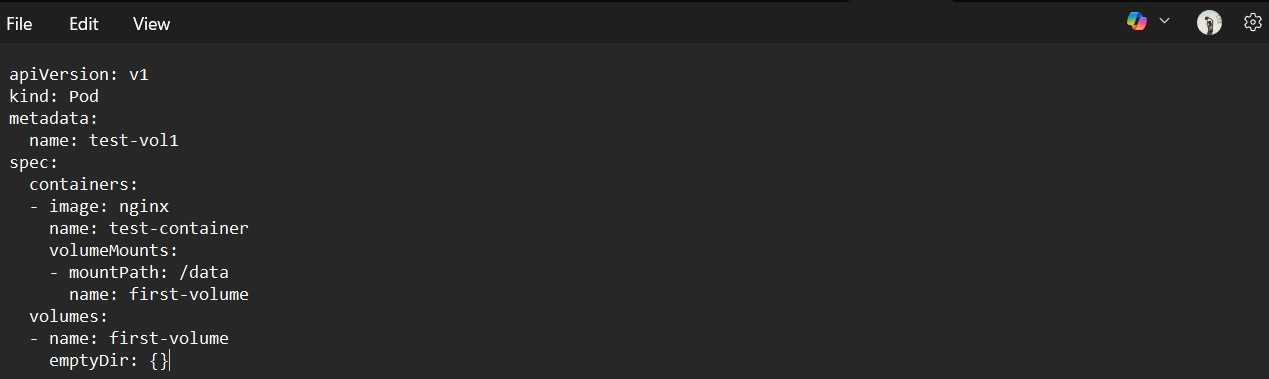 File Edit View
apiVersion: v1
kind: Pod
metadata:
  name: test-vol1
spec:
  containers:
  - image: nginx
    name: test-container
    volumeMounts:
    - mountPath: /data
      name: first-volume
  volumes:
  - name: first-volume
    emptyDir: {}